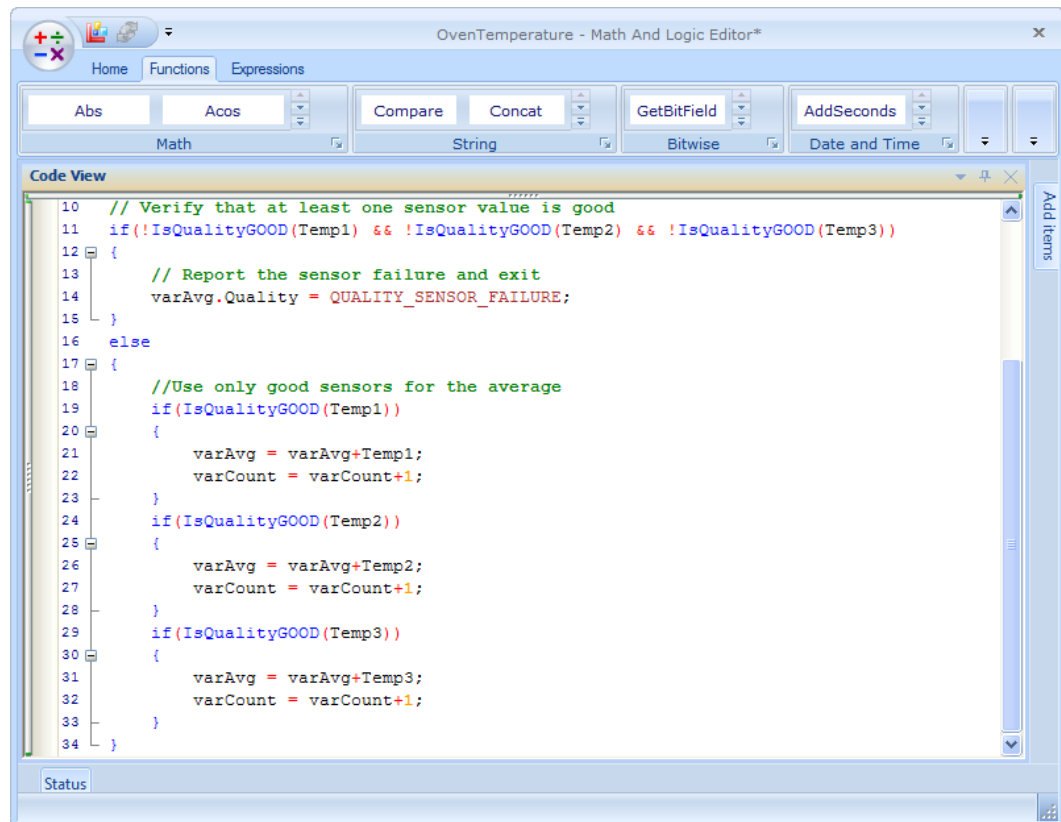 OvenTemperature - Math And Logic Editor*
Home Functions Expressions
Abs Acos Compare Concat GetBitField AddSeconds
Math String Bitwise Date and Time
Code View
Add items
10 // Verify that at least one sensor value is good
11 if(!IsQualityGOOD(Temp1) && !IsQualityGOOD(Temp2) && !IsQualityGOOD(Temp3))
12 {
13 // Report the sensor failure and exit
14 varAvg.Quality = QUALITY_SENSOR_FAILURE;
15 }
16 else
17 {
18 //Use only good sensors for the average
19 if(IsQualityGOOD(Temp1))
20 {
21 varAvg = varAvg+Temp1;
22 varCount = varCount+1;
23 }
24 if(IsQualityGOOD(Temp2))
25 {
26 varAvg = varAvg+Temp2;
27 varCount = varCount+1;
28 }
29 if(IsQualityGOOD(Temp3))
30 {
31 varAvg = varAvg+Temp3;
32 varCount = varCount+1;
33 }
34 }
Status